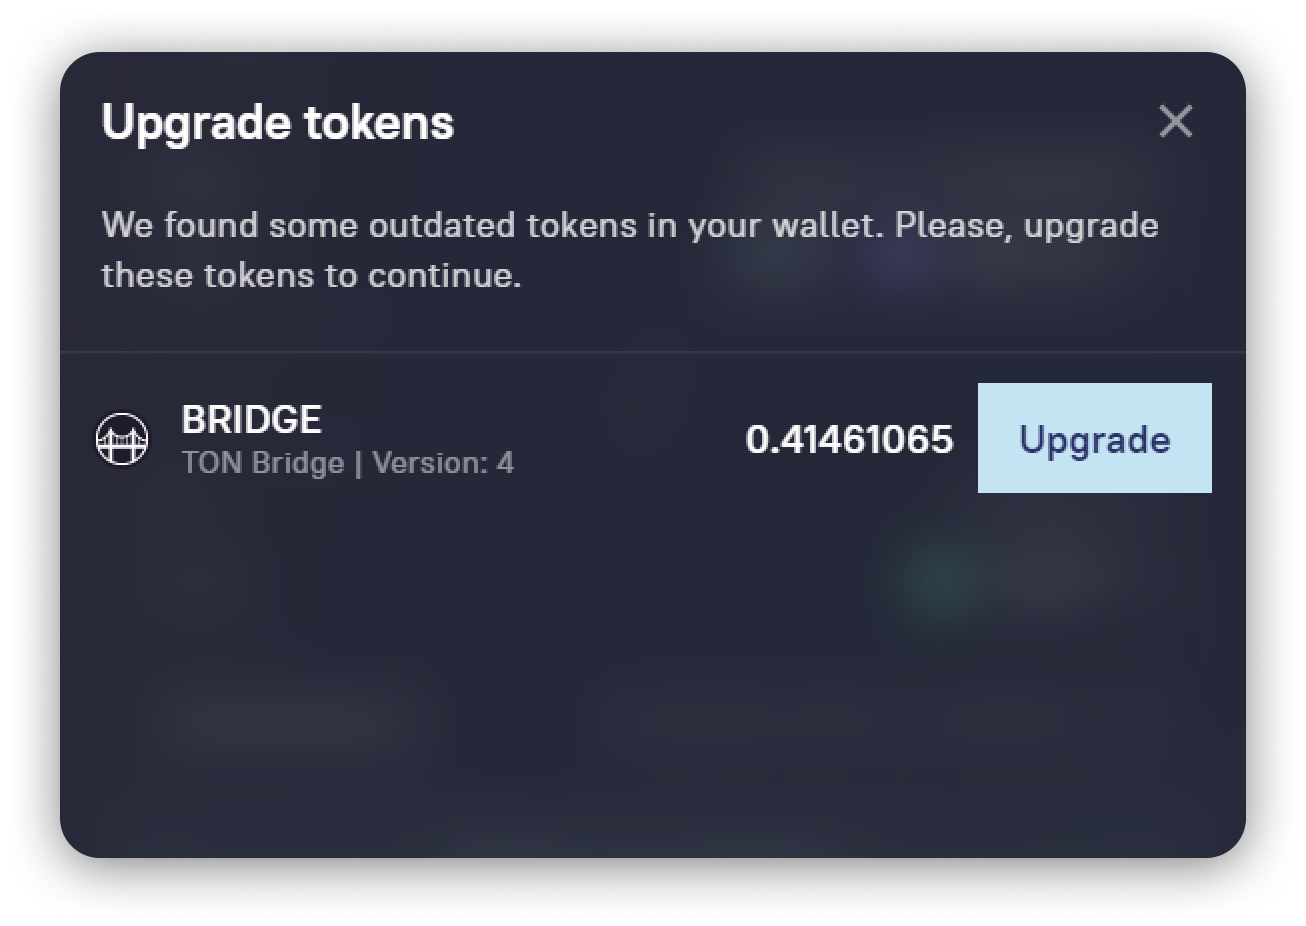 Upgrade tokens
We found some outdated tokens in your wallet. Please, upgrade
these tokens to continue.
BRIDGE
TON Bridge | Version: 4
0.41461065
Upgrade